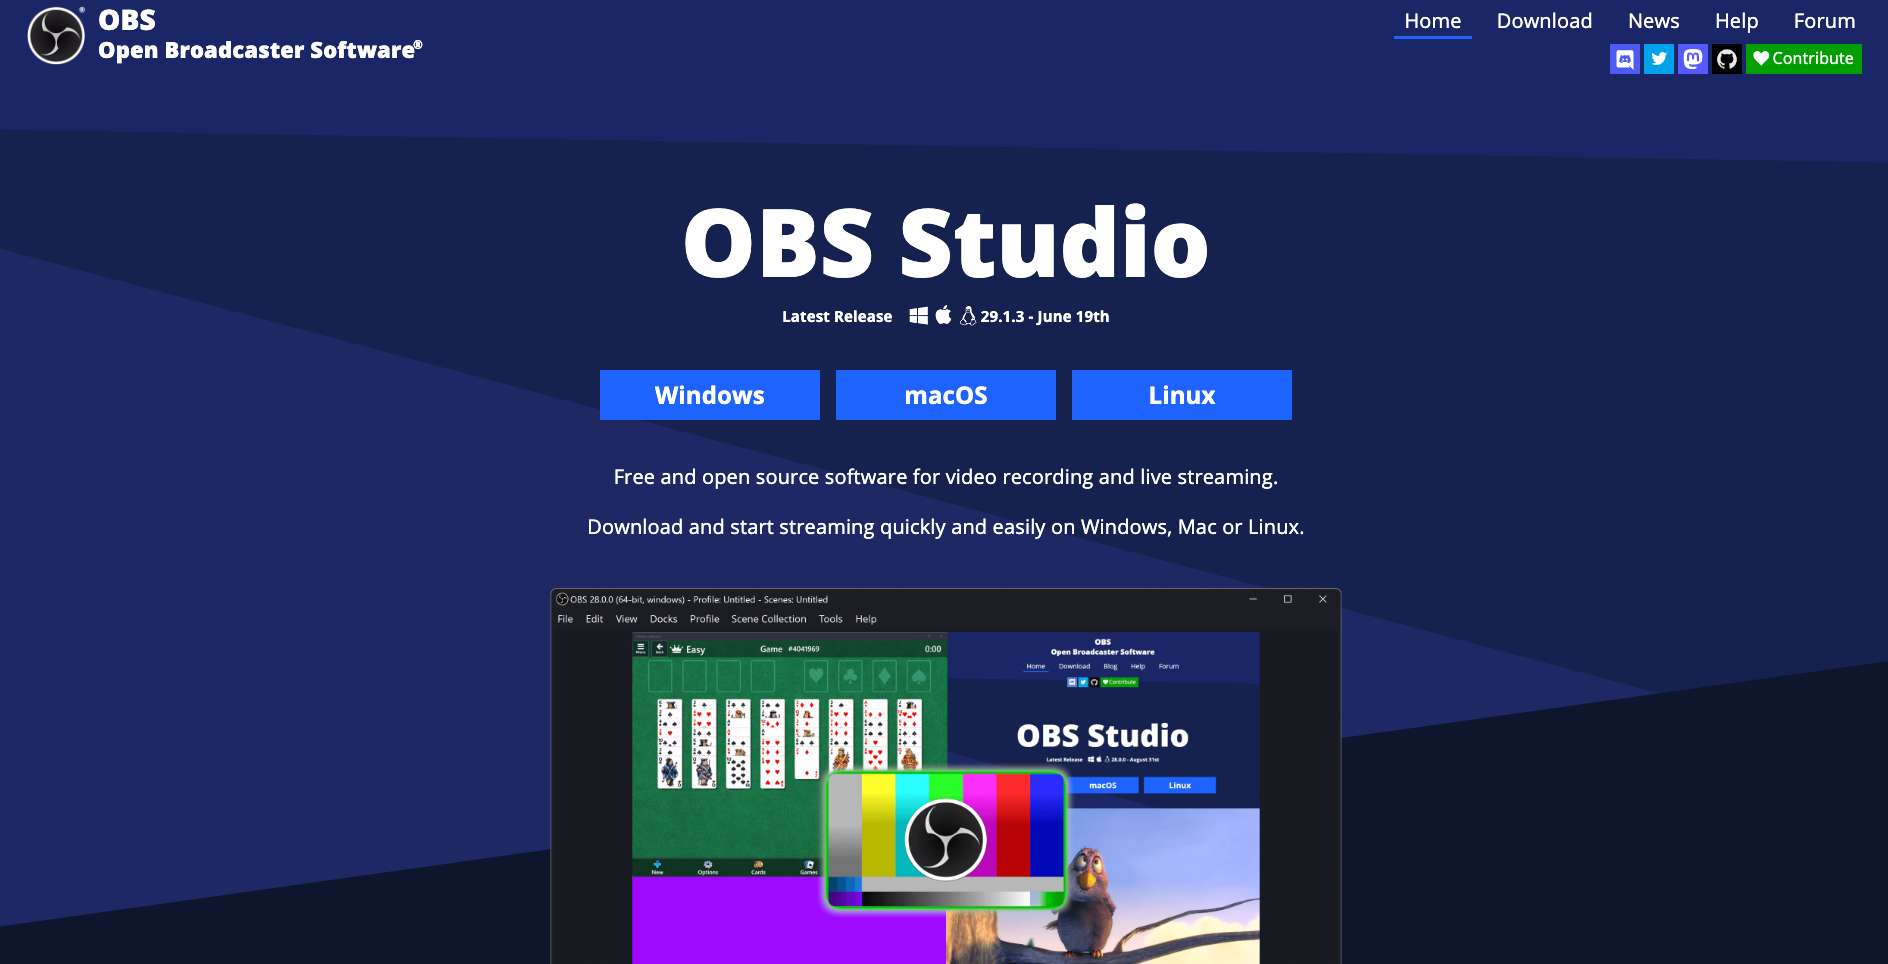 OBS
Open Broadcaster Software®
Home Download News Help Forum
Contribute
OBS Studio
Latest Release 29.1.3 - June 19th
Windows macOS Linux
Free and open source software for video recording and live streaming.
Download and start streaming quickly and easily on Windows, Mac or Linux.
OBS 28.0.0 (64-bit, windows) - Profile: Untitled - Scenes: Untitled
File Edit View Docks Profile Scene Collection Tools Help
Menu Back Easy Game #4041969 0:00
New Options Cards Games
OBS
Open Broadcaster Software
Home Download Blog Help Forum
Contribute
OBS Studio
Latest Release 28.0.0 - August 31st
macOS Linux